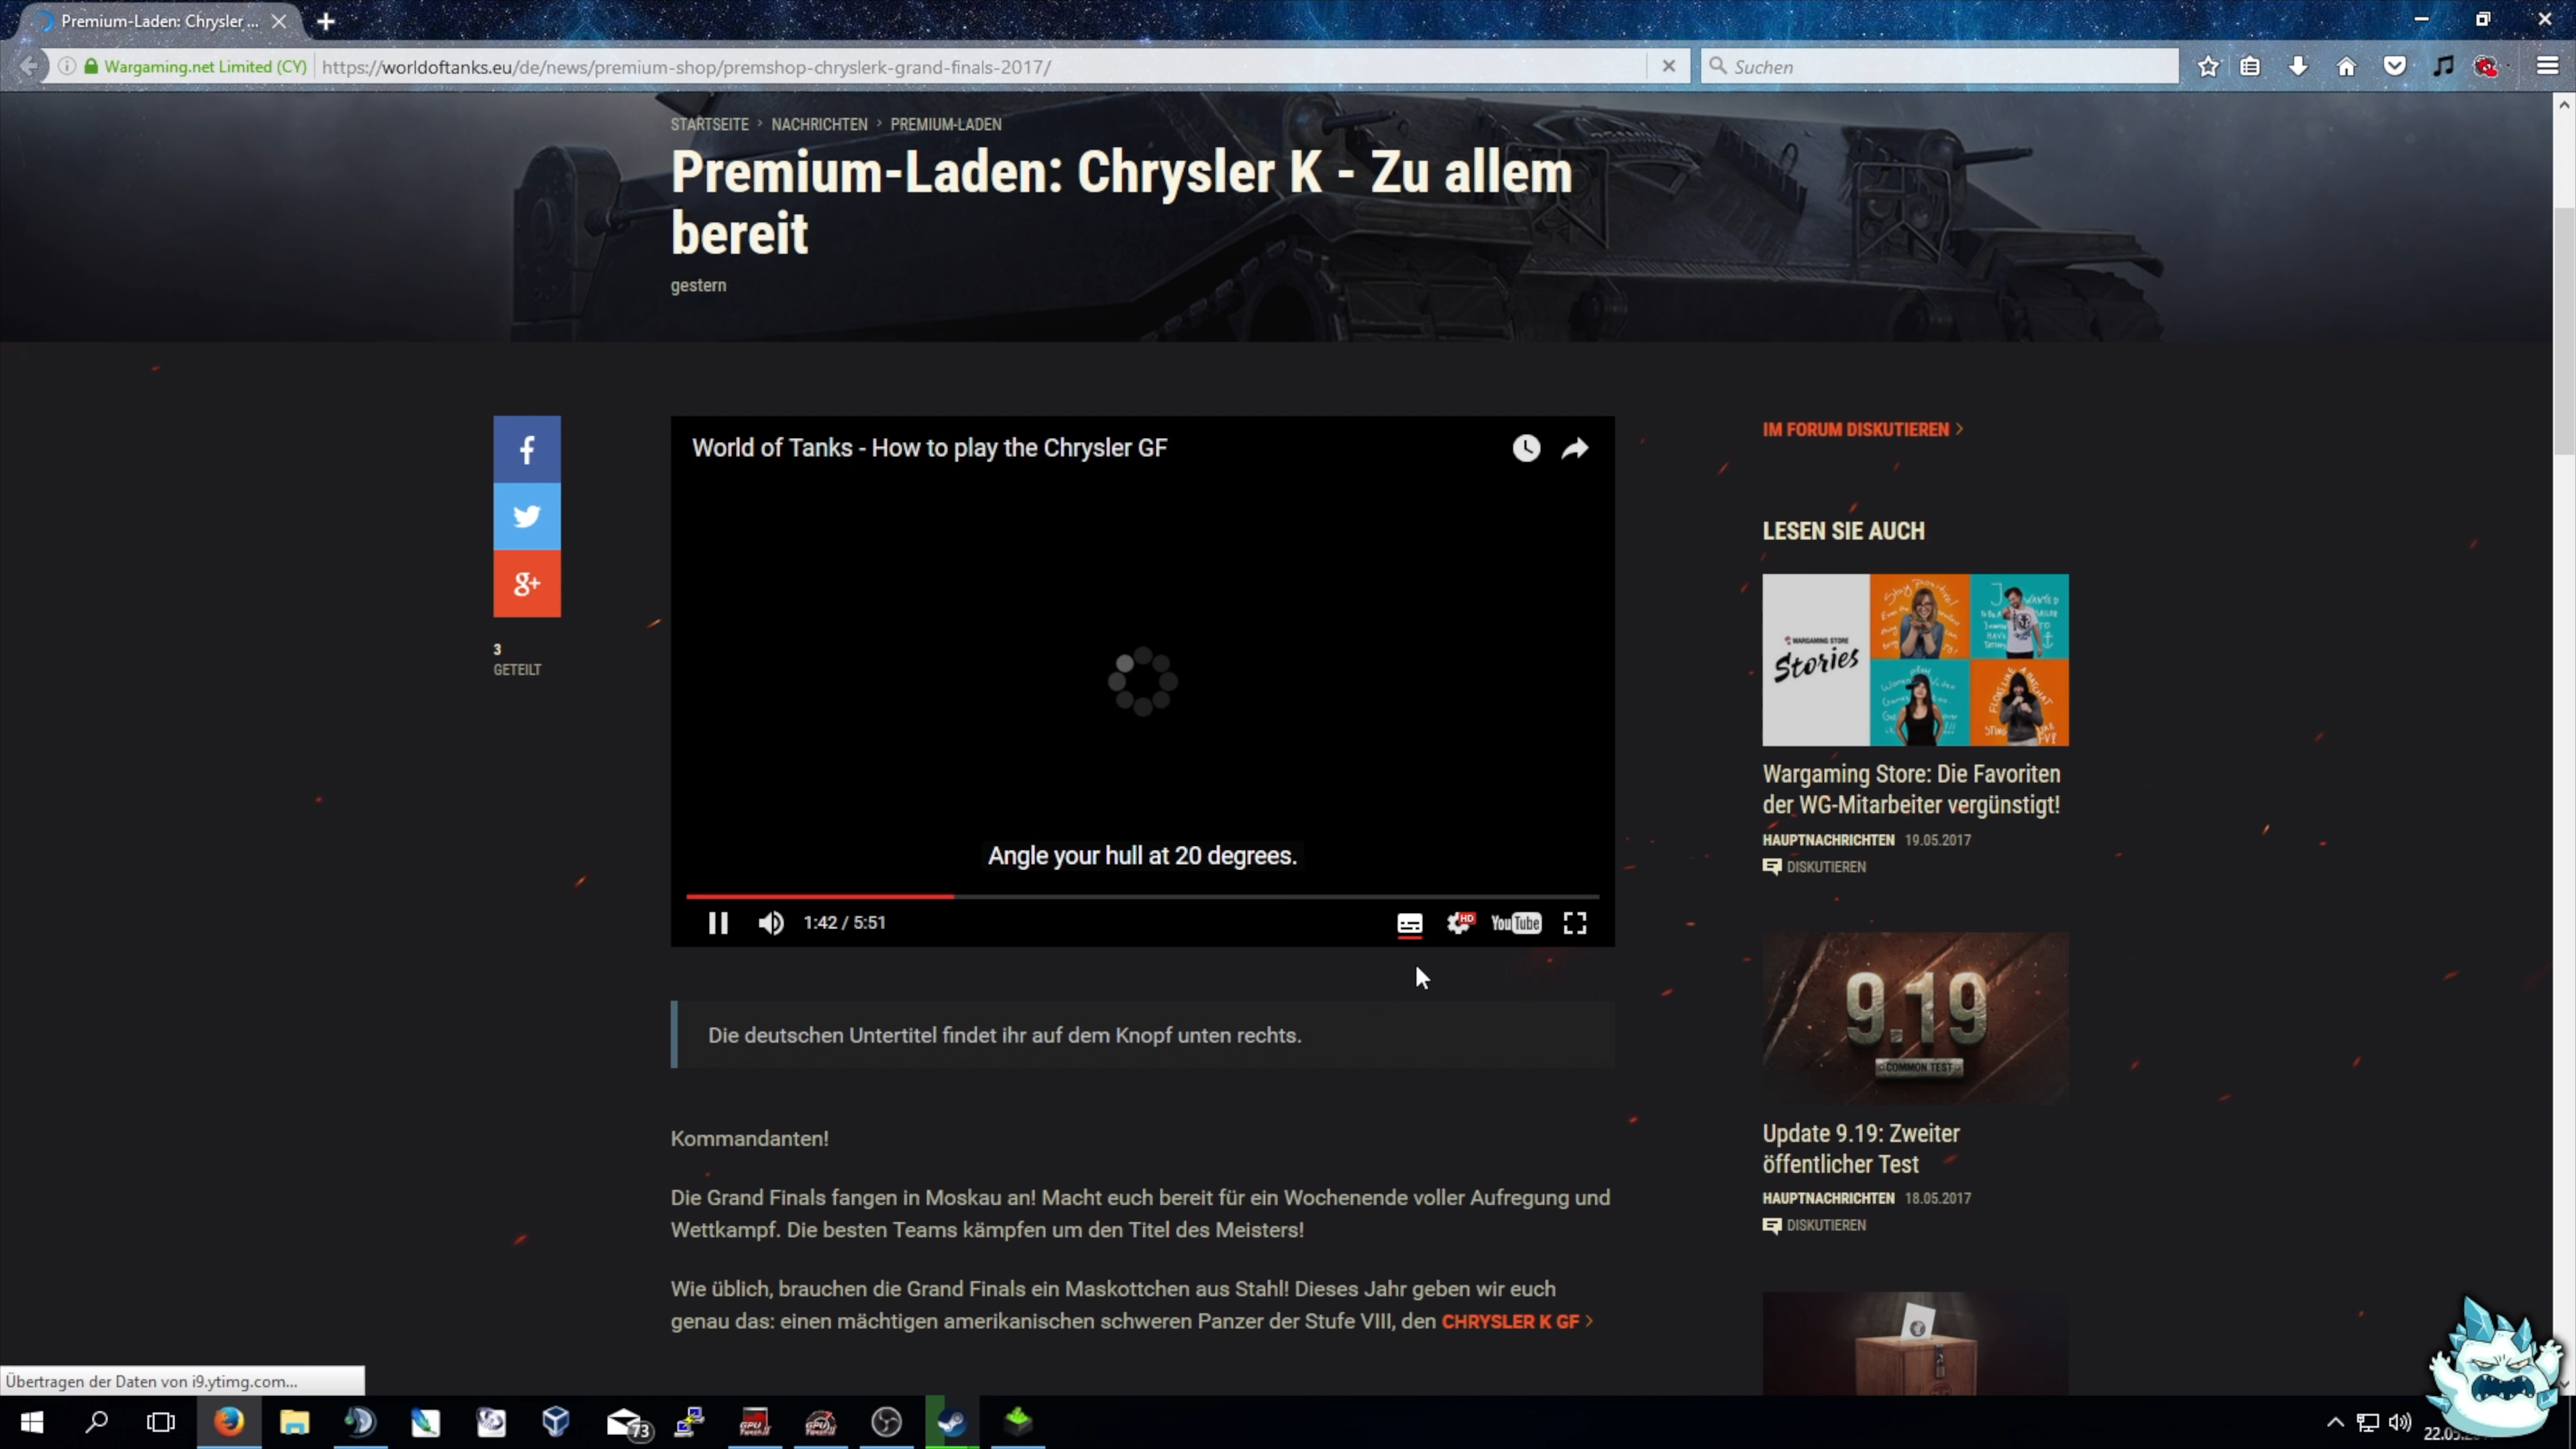 Premium-Laden: Chrysler ...
Wargaming.net Limited (CY)
https://worldoftanks.eu/de/news/premium-shop/premshop-chryslerk-grand-finals-2017/
Suchen
STARTSEITE > NACHRICHTEN > PREMIUM-LADEN
Premium-Laden: Chrysler K - Zu allem
bereit
gestern
3
GETEILT
World of Tanks - How to play the Chrysler GF
Angle your hull at 20 degrees.
1:42 / 5:51
HD
YouTube
Die deutschen Untertitel findet ihr auf dem Knopf unten rechts.
Kommandanten!
Die Grand Finals fangen in Moskau an! Macht euch bereit für ein Wochenende voller Aufregung und
Wettkampf. Die besten Teams kämpfen um den Titel des Meisters!
Wie üblich, brauchen die Grand Finals ein Maskottchen aus Stahl! Dieses Jahr geben wir euch
genau das: einen mächtigen amerikanischen schweren Panzer der Stufe VIII, den CHRYSLER K GF >
IM FORUM DISKUTIEREN >
LESEN SIE AUCH
WARGAMING STORE
Stories
Wargaming Store: Die Favoriten
der WG-Mitarbeiter vergünstigt!
HAUPTNACHRICHTEN 19.05.2017
DISKUTIEREN
9.19
COMMON TEST
Update 9.19: Zweiter
öffentlicher Test
HAUPTNACHRICHTEN 18.05.2017
DISKUTIEREN
Übertragen der Daten von i9.ytimg.com...
73